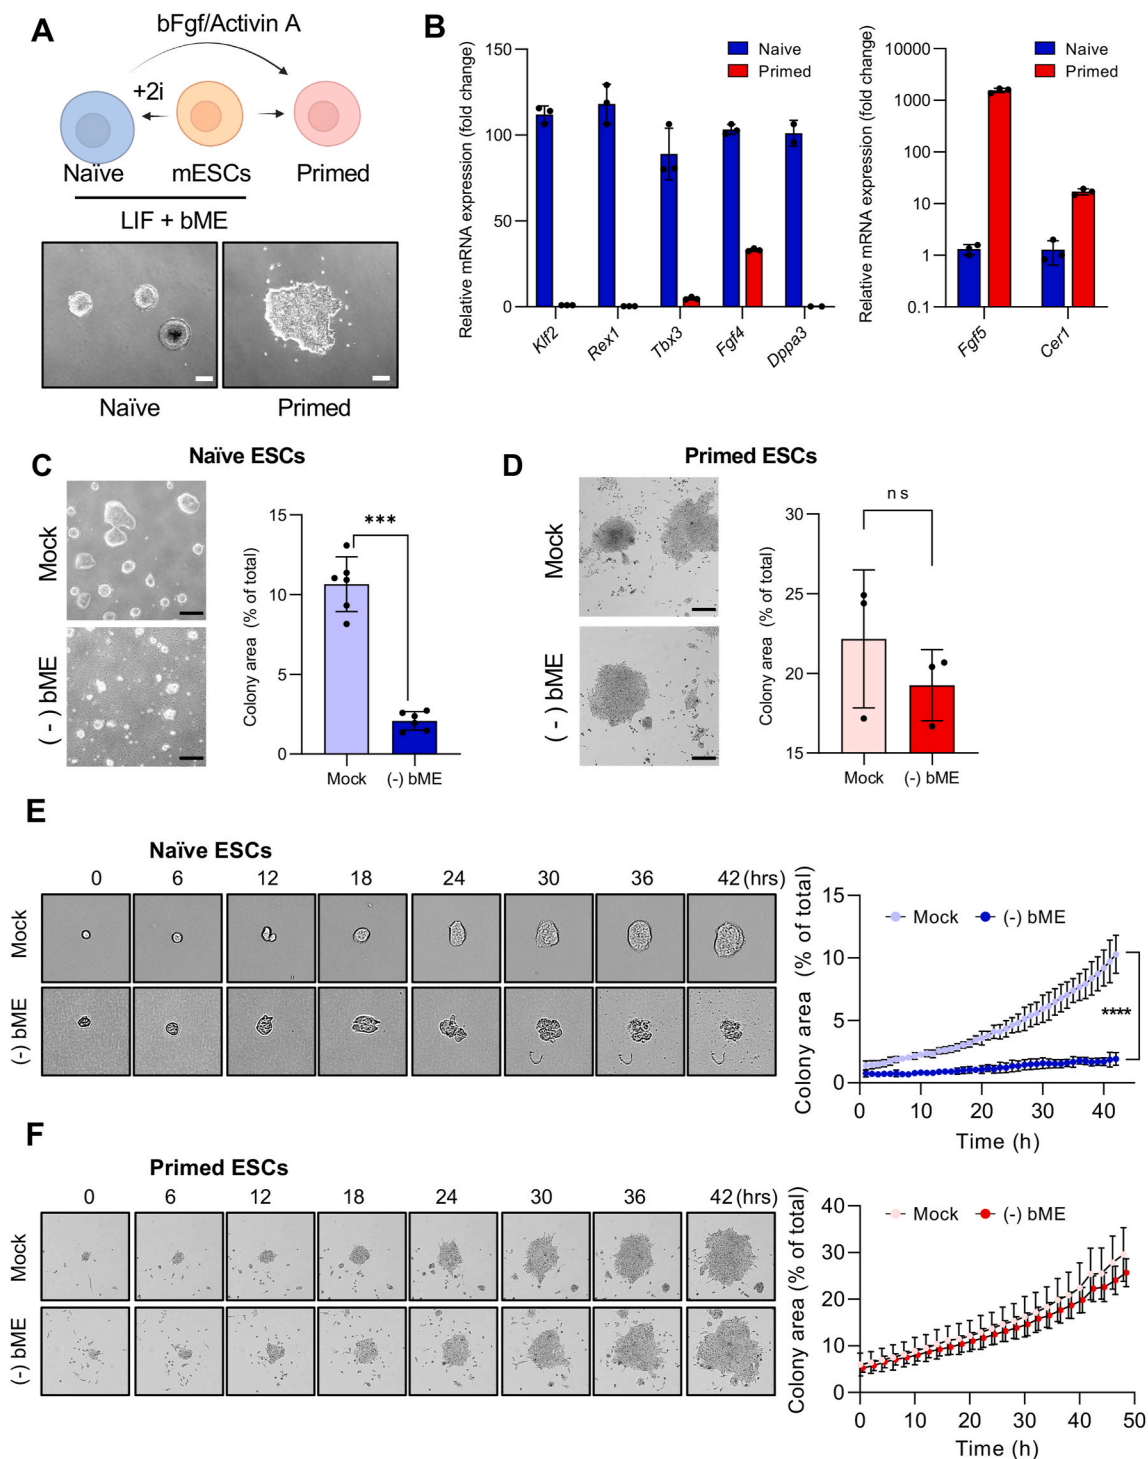 A
bFgf/Activin A
+2i
Naïve mESCs Primed
LIF + bME
Naïve Primed
B
Relative mRNA expression (fold change)
150
100
50
0
Naive
Primed
Klf2 Rex1 Tbx3 Fgf4 Dppa3
Relative mRNA expression (fold change)
10000
1000
100
10
1
0.1
Naive
Primed
Fgf5 Cer1
C
Naïve ESCs
Mock
(-) bME
Colony area (% of total)
15
10
5
0
***
Mock (-) bME
D
Primed ESCs
Mock
(-) bME
Colony area (% of total)
30
25
20
15
ns
Mock (-) bME
E
Naïve ESCs
0 6 12 18 24 30 36 42 (hrs)
Mock
(-) bME
Colony area (% of total)
15
10
5
0
Mock (-) bME
****
0 10 20 30 40
Time (h)
F
Primed ESCs
0 6 12 18 24 30 36 42 (hrs)
Mock
(-) bME
Colony area (% of total)
40
30
20
10
0
Mock (-) bME
0 10 20 30 40 50
Time (h)